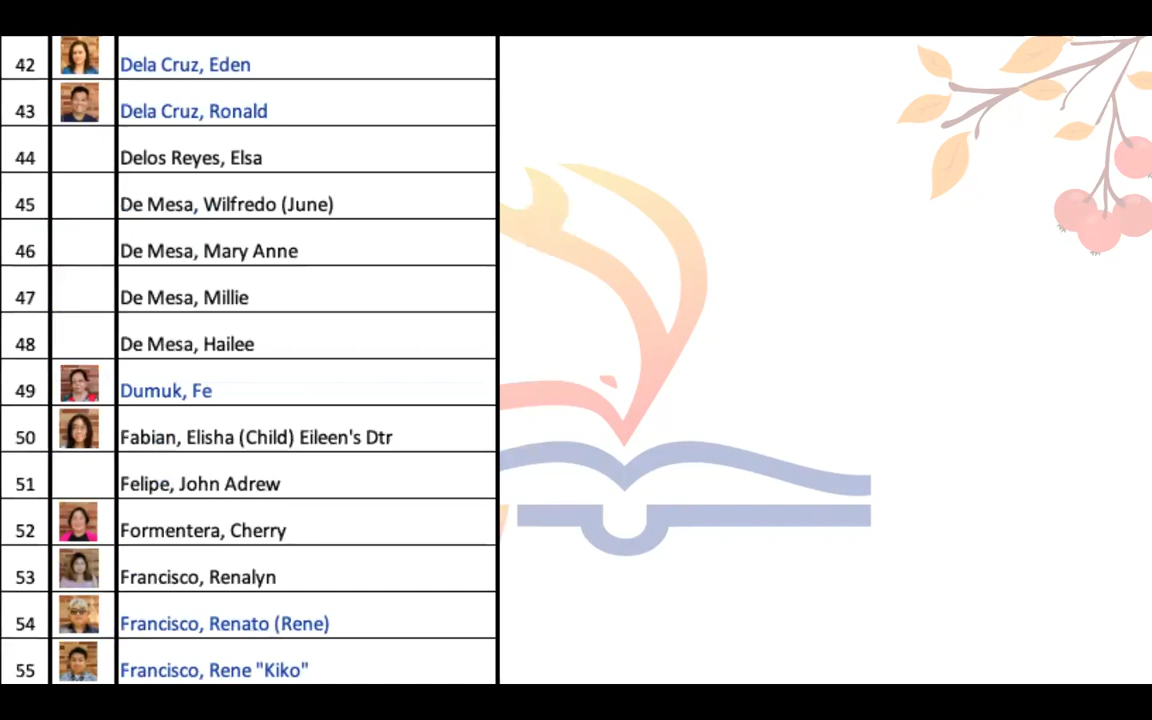 42 Dela Cruz, Eden
43 Dela Cruz, Ronald
44 Delos Reyes, Elsa
45 De Mesa, Wilfredo (June)
46 De Mesa, Mary Anne
47 De Mesa, Millie
48 De Mesa, Hailee
49 Dumuk, Fe
50 Fabian, Elisha (Child) Eileen's Dtr
51 Felipe, John Adrew
52 Formentera, Cherry
53 Francisco, Renalyn
54 Francisco, Renato (Rene)
55 Francisco, Rene "Kiko"